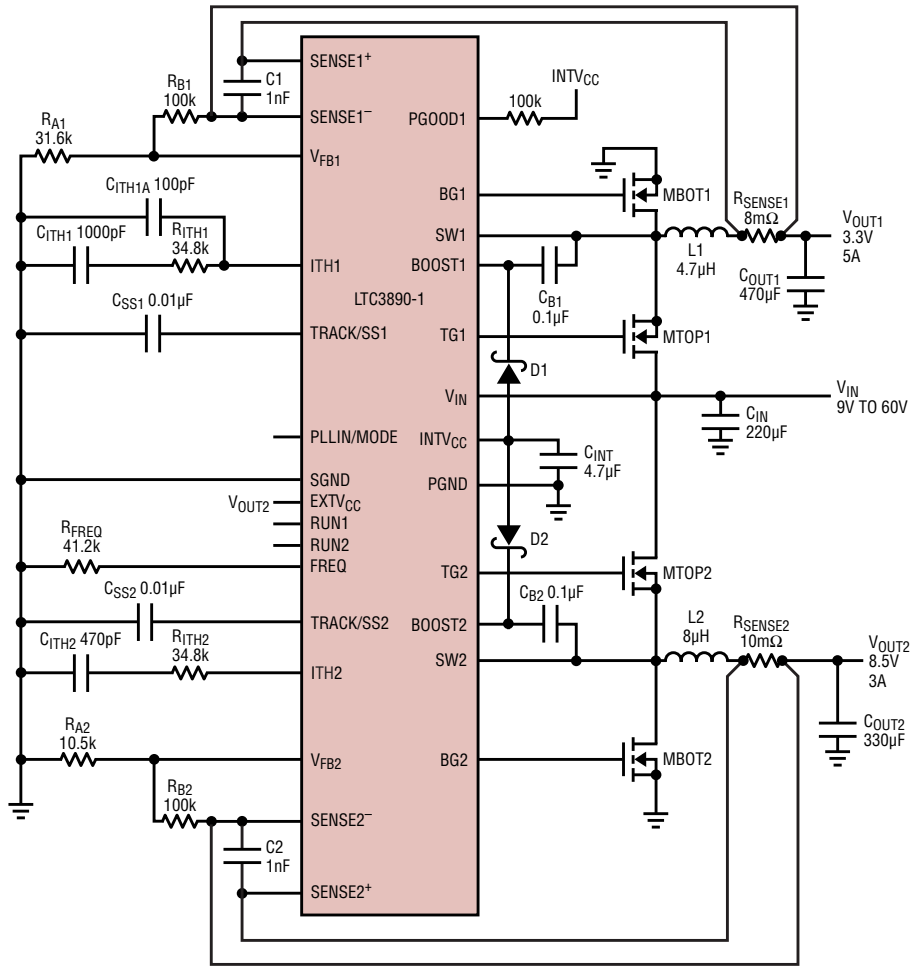 RB1
100k
C1
1nF
RA1
31.6k
CITH1A 100pF
CITH1 1000pF
RITH1
34.8k
CSS1 0.01µF
VOUT2
RFREQ
41.2k
CSS2 0.01µF
CITH2 470pF
RITH2
34.8k
RA2
10.5k
RB2
100k
C2
1nF
SENSE1+
SENSE1–
VFB1
ITH1
LTC3890-1
TRACK/SS1
PLLIN/MODE
SGND
EXTVCC
RUN1
RUN2
FREQ
TRACK/SS2
ITH2
VFB2
SENSE2–
SENSE2+
PGOOD1
BG1
SW1
BOOST1
TG1
VIN
INTVCC
PGND
TG2
BOOST2
SW2
BG2
100k
INTVCC
MBOT1
L1
4.7µH
RSENSE1
8mΩ
VOUT1
3.3V
5A
COUT1
470µF
CB1
0.1µF
MTOP1
D1
VIN
9V TO 60V
CIN
220µF
CINT
4.7µF
D2
MTOP2
CB2 0.1µF
L2
8µH
RSENSE2
10mΩ
VOUT2
8.5V
3A
COUT2
330µF
MBOT2